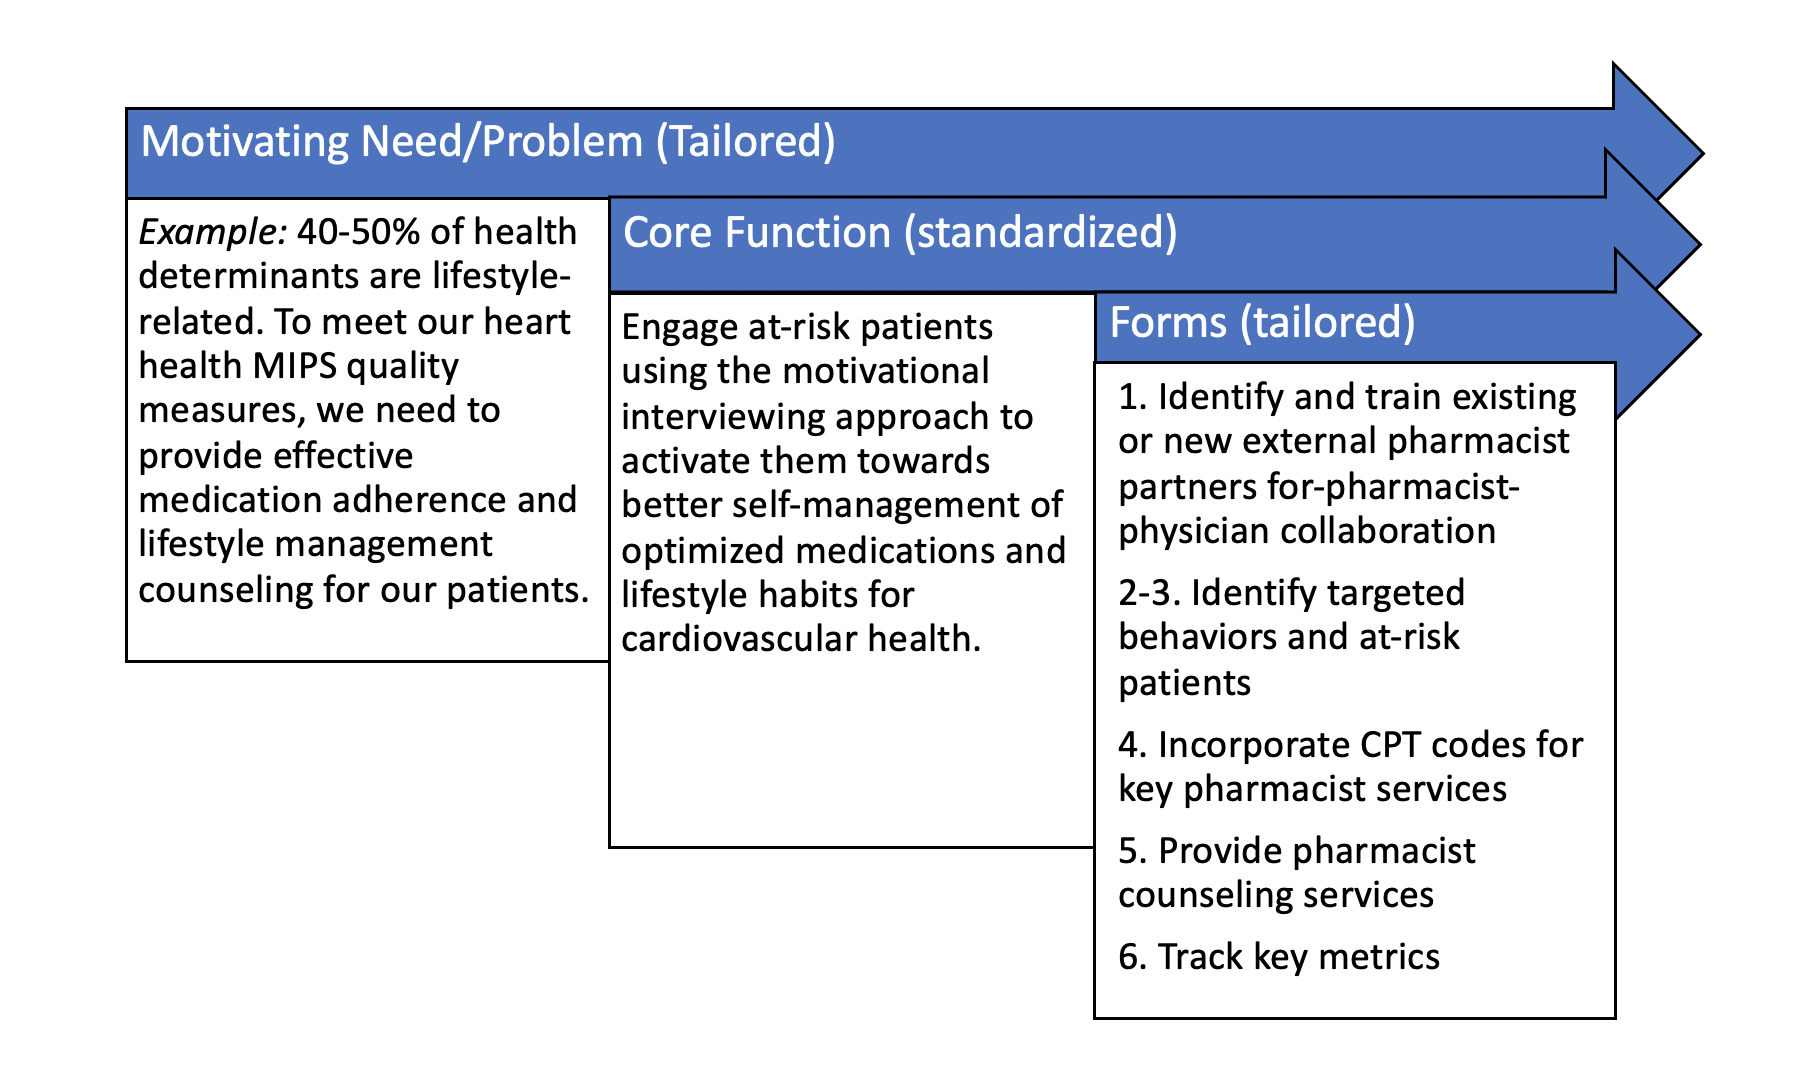 Motivating Need/Problem (Tailored)
Example: 40-50% of health
determinants are lifestyle-
related. To meet our heart
health MIPS quality
measures, we need to
provide effective
medication adherence and
lifestyle management
counseling for our patients.
Core Function (standardized)
Engage at-risk patients
using the motivational
interviewing approach to
activate them towards
better self-management of
optimized medications and
lifestyle habits for
cardiovascular health.
Forms (tailored)
1. Identify and train existing
or new external pharmacist
partners for-pharmacist-
physician collaboration
2-3. Identify targeted
behaviors and at-risk
patients
4. Incorporate CPT codes for
key pharmacist services
5. Provide pharmacist
counseling services
6. Track key metrics